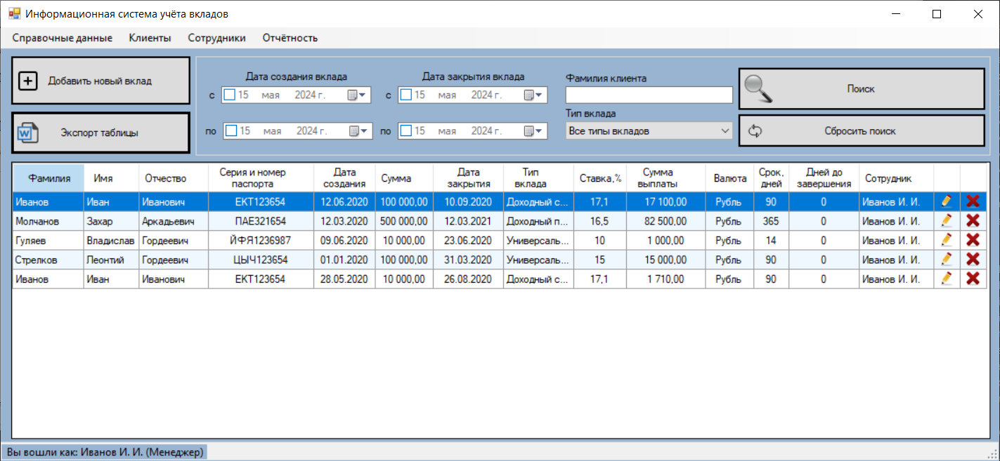 Информационная система учёта вкладов
Справочные данные Клиенты Сотрудники Отчётность
Добавить новый вклад
Экспорт таблицы
Дата создания вклада
с 15 мая 2024 г.
по 15 мая 2024 г.
Дата закрытия вклада
с 15 мая 2024 г.
по 15 мая 2024 г.
Фамилия клиента
Тип вклада
Все типы вкладов
Поиск
Сбросить поиск
Фамилия Имя Отчество Серия и номер паспорта Дата создания Сумма Дата закрытия Тип вклада Ставка,% Сумма выплаты Валюта Срок, дней Дней до завершения Сотрудник
Иванов Иван Иванович ЕКТ123654 12.06.2020 100 000,00 10.09.2020 Доходный с... 17,1 17 100,00 Рубль 90 0 Иванов И. И.
Молчанов Захар Аркадьевич ПАЕ321654 12.03.2020 500 000,00 12.03.2021 Доходный п... 16,5 82 500,00 Рубль 365 0 Иванов И. И.
Гуляев Владислав Гордеевич ЙФЯ1236987 09.06.2020 10 000,00 23.06.2020 Универсаль... 10 1 000,00 Рубль 14 0 Иванов И. И.
Стрелков Леонтий Гордеевич ЦЫЧ123654 01.01.2020 100 000,00 31.03.2020 Универсаль... 15 15 000,00 Рубль 90 0 Иванов И. И.
Иванов Иван Иванович ЕКТ123654 28.05.2020 10 000,00 26.08.2020 Доходный с... 17,1 1 710,00 Рубль 90 0 Иванов И. И.
Вы вошли как: Иванов И. И. (Менеджер)